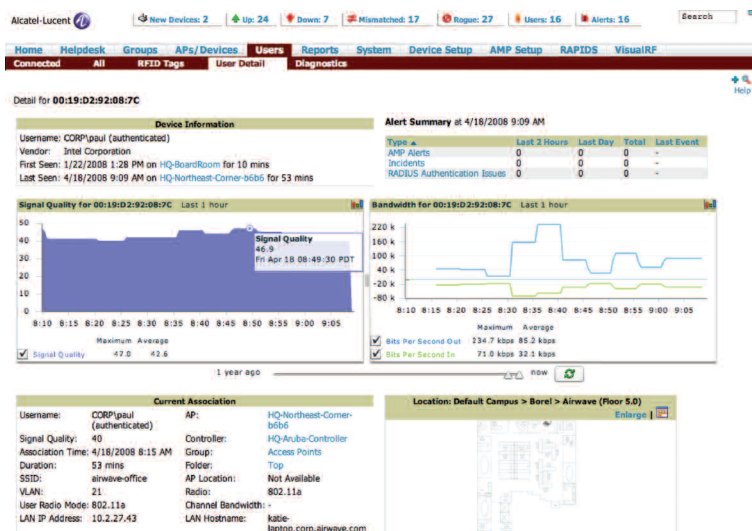 Alcatel-Lucent
New Devices: 2
Up: 24
Down: 7
Mismatched: 17
Rogue: 27
Users: 16
Alerts: 16
Search
Home Helpdesk Groups APs/Devices Users Reports System Device Setup AMP Setup RAPIDS VisualRF
Connected All RFID Tags User Detail Diagnostics
Help
Detail for 00:19:D2:92:08:7C
Device Information
Username: CORP\paul (authenticated)
Vendor: Intel Corporation
First Seen: 1/22/2008 1:28 PM on HQ-BoardRoom for 10 mins
Last Seen: 4/18/2008 9:09 AM on HQ-Northeast-Corner-b6b6 for 53 mins
Alert Summary at 4/18/2008 9:09 AM
Type Last 2 Hours Last Day Total Last Event
AMP Alerts 0 0 0 -
Incidents 0 0 0 -
RADIUS Authentication Issues 0 0 0 -
Signal Quality for 00:19:D2:92:08:7C Last 1 hour
50
40
30
20
10
0
Signal Quality
46.9
Fri Apr 18 08:49:30 PDT
8:10 8:15 8:20 8:25 8:30 8:35 8:40 8:45 8:50 8:55 9:00 9:05
Maximum Average
Signal Quality 47.0 42.6
Bandwidth for 00:19:D2:92:08:7C Last 1 hour
220 k
160 k
100 k
40 k
-20 k
-80 k
8:10 8:15 8:20 8:25 8:30 8:35 8:40 8:45 8:50 8:55 9:00 9:05
Maximum Average
Bits Per Second Out 234.7 kbps 85.2 kbps
Bits Per Second In 71.0 kbps 32.1 kbps
1 year ago
now
Current Association
Username: CORP\paul (authenticated)
AP: HQ-Northeast-Corner-b6b6
Signal Quality: 40
Controller: HQ-Aruba-Controller
Association Time: 4/18/2008 8:15 AM
Group: Access Points
Duration: 53 mins
Folder: Top
SSID: airwave-office
AP Location: Not Available
VLAN: 21
Radio: 802.11a
User Radio Mode: 802.11a
Channel Bandwidth: -
LAN IP Address: 10.2.27.43
LAN Hostname: katie-laptop.corp.airwave.com
Location: Default Campus > Borel > Airwave (Floor 5.0)
Enlarge |